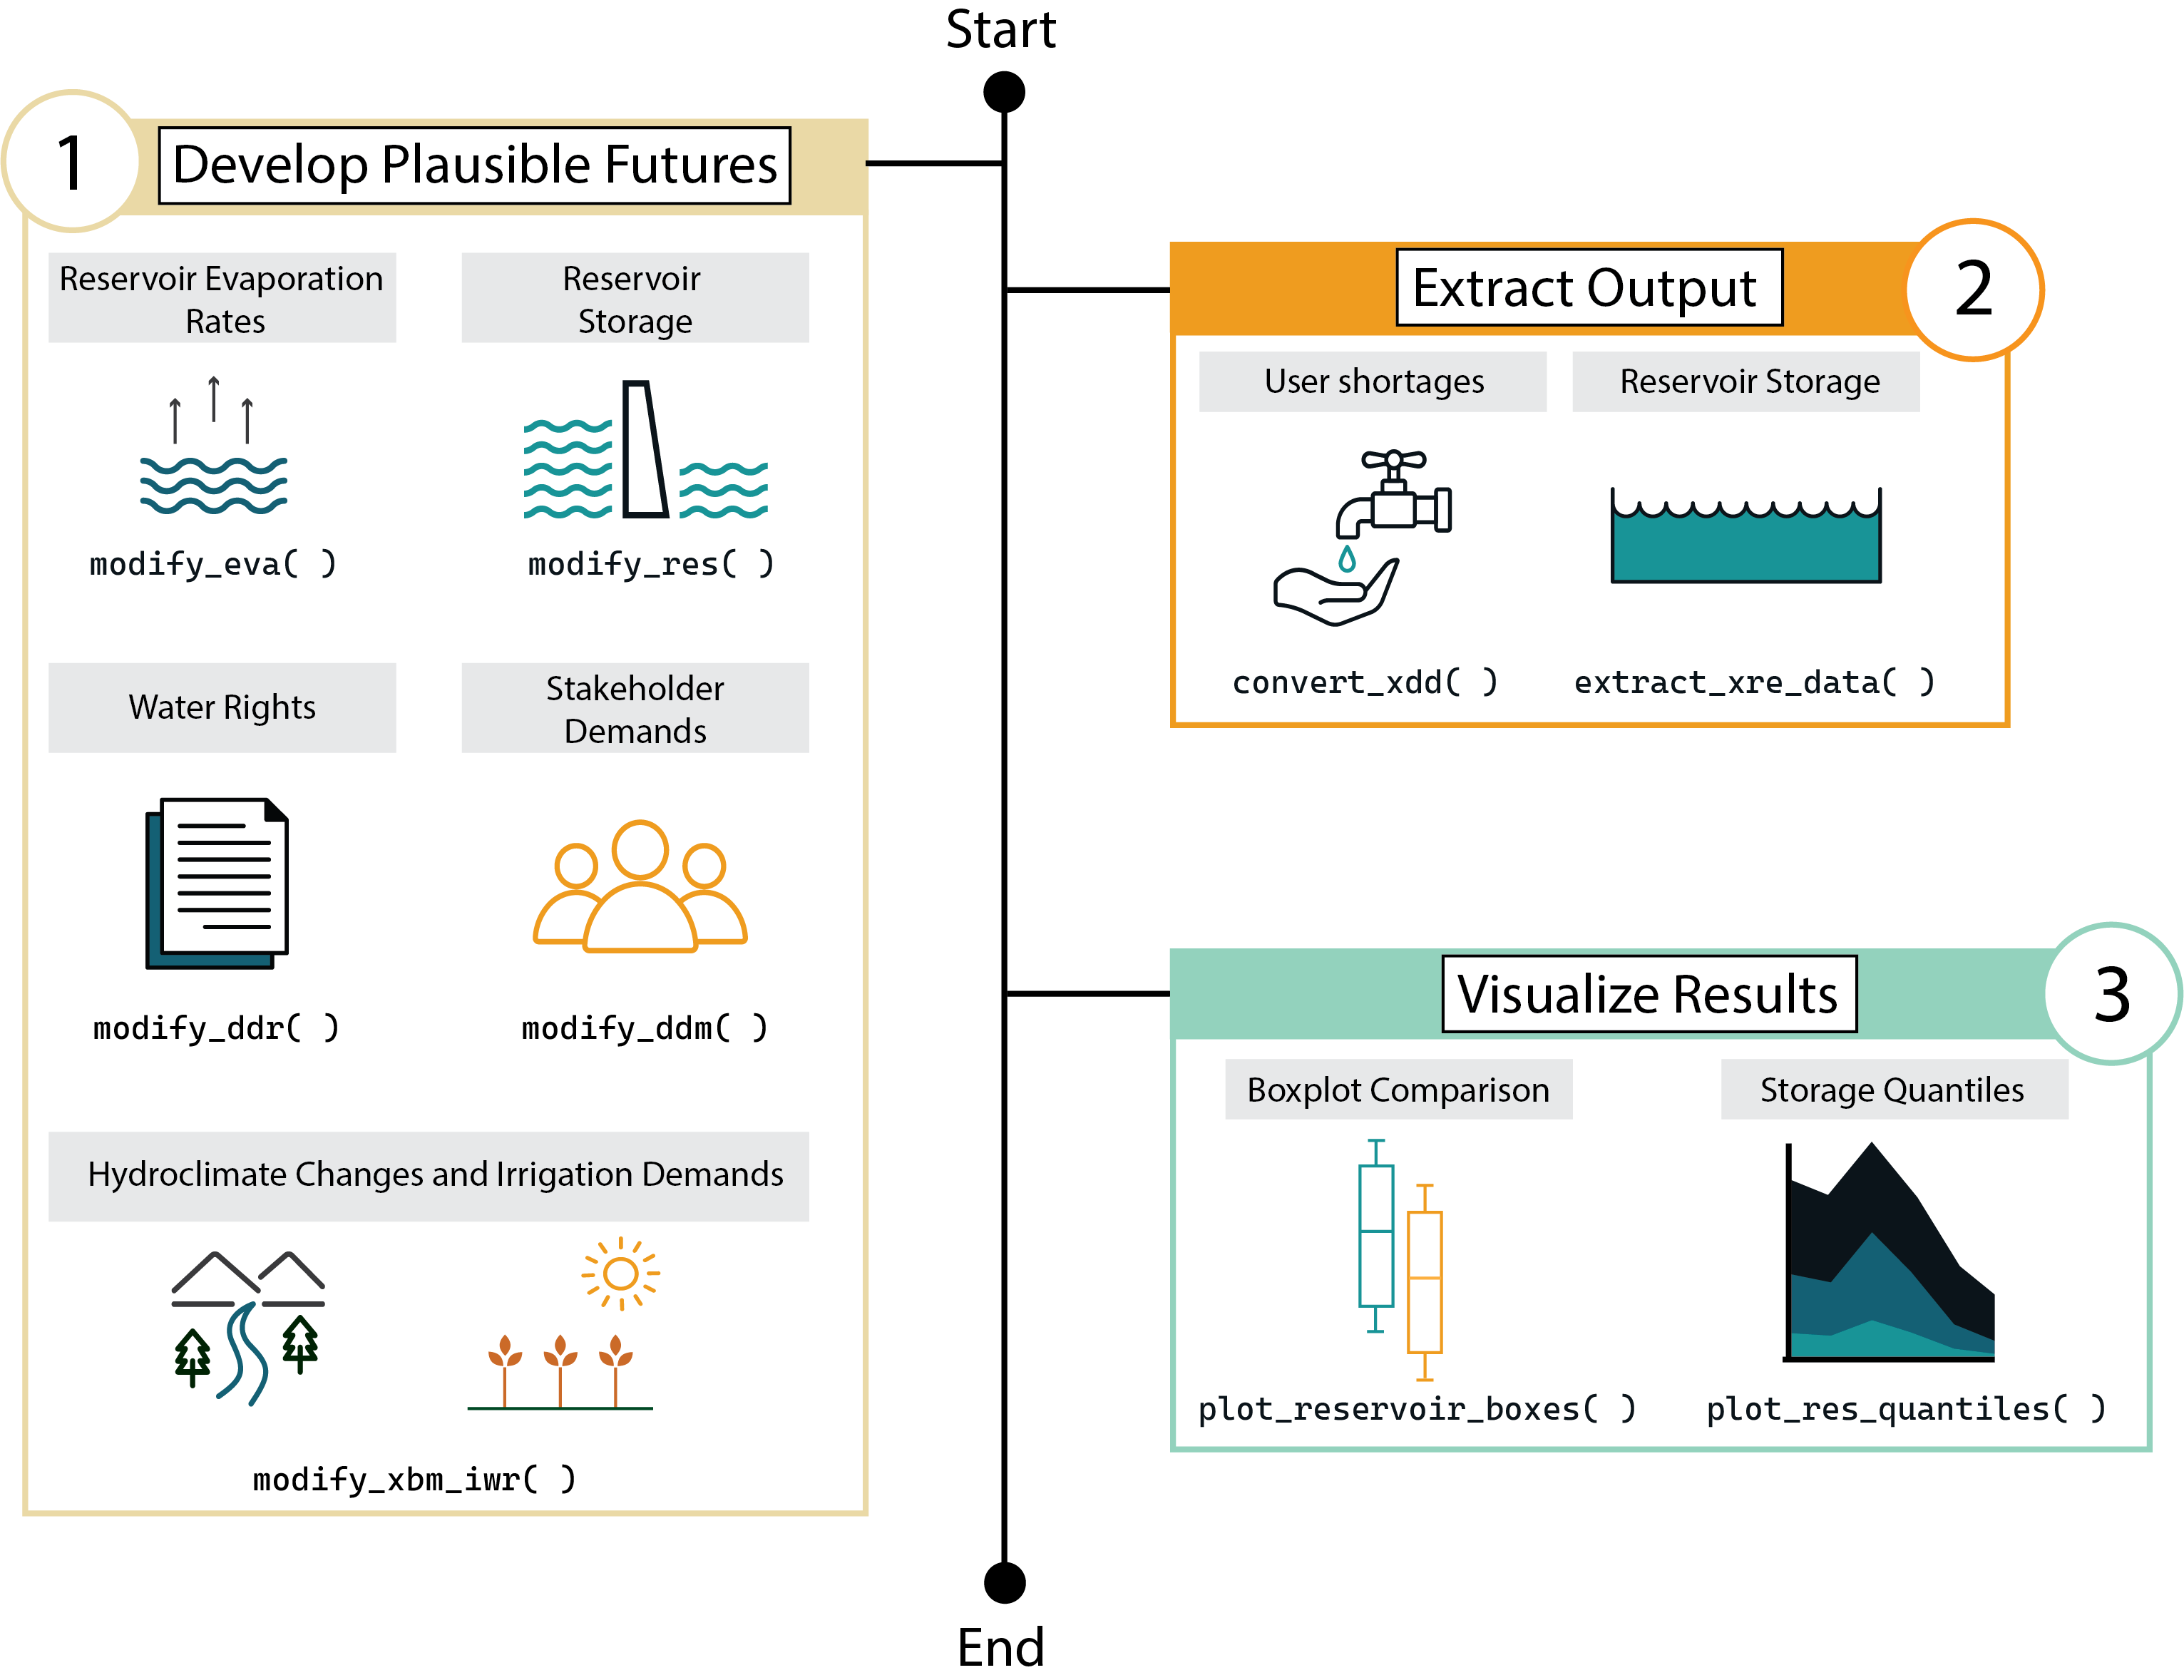 Start
1
Develop Plausible Futures
Reservoir Evaporation
Rates
Reservoir
Storage
modify_eva( )
modify_res( )
Water Rights
Stakeholder
Demands
modify_ddr( )
modify_ddm( )
Hydroclimate Changes and Irrigation Demands
modify_xbm_iwr( )
Extract Output
2
User shortages
Reservoir Storage
convert_xdd( )
extract_xre_data( )
Visualize Results
3
Boxplot Comparison
Storage Quantiles
plot_reservoir_boxes( )
plot_res_quantiles( )
End